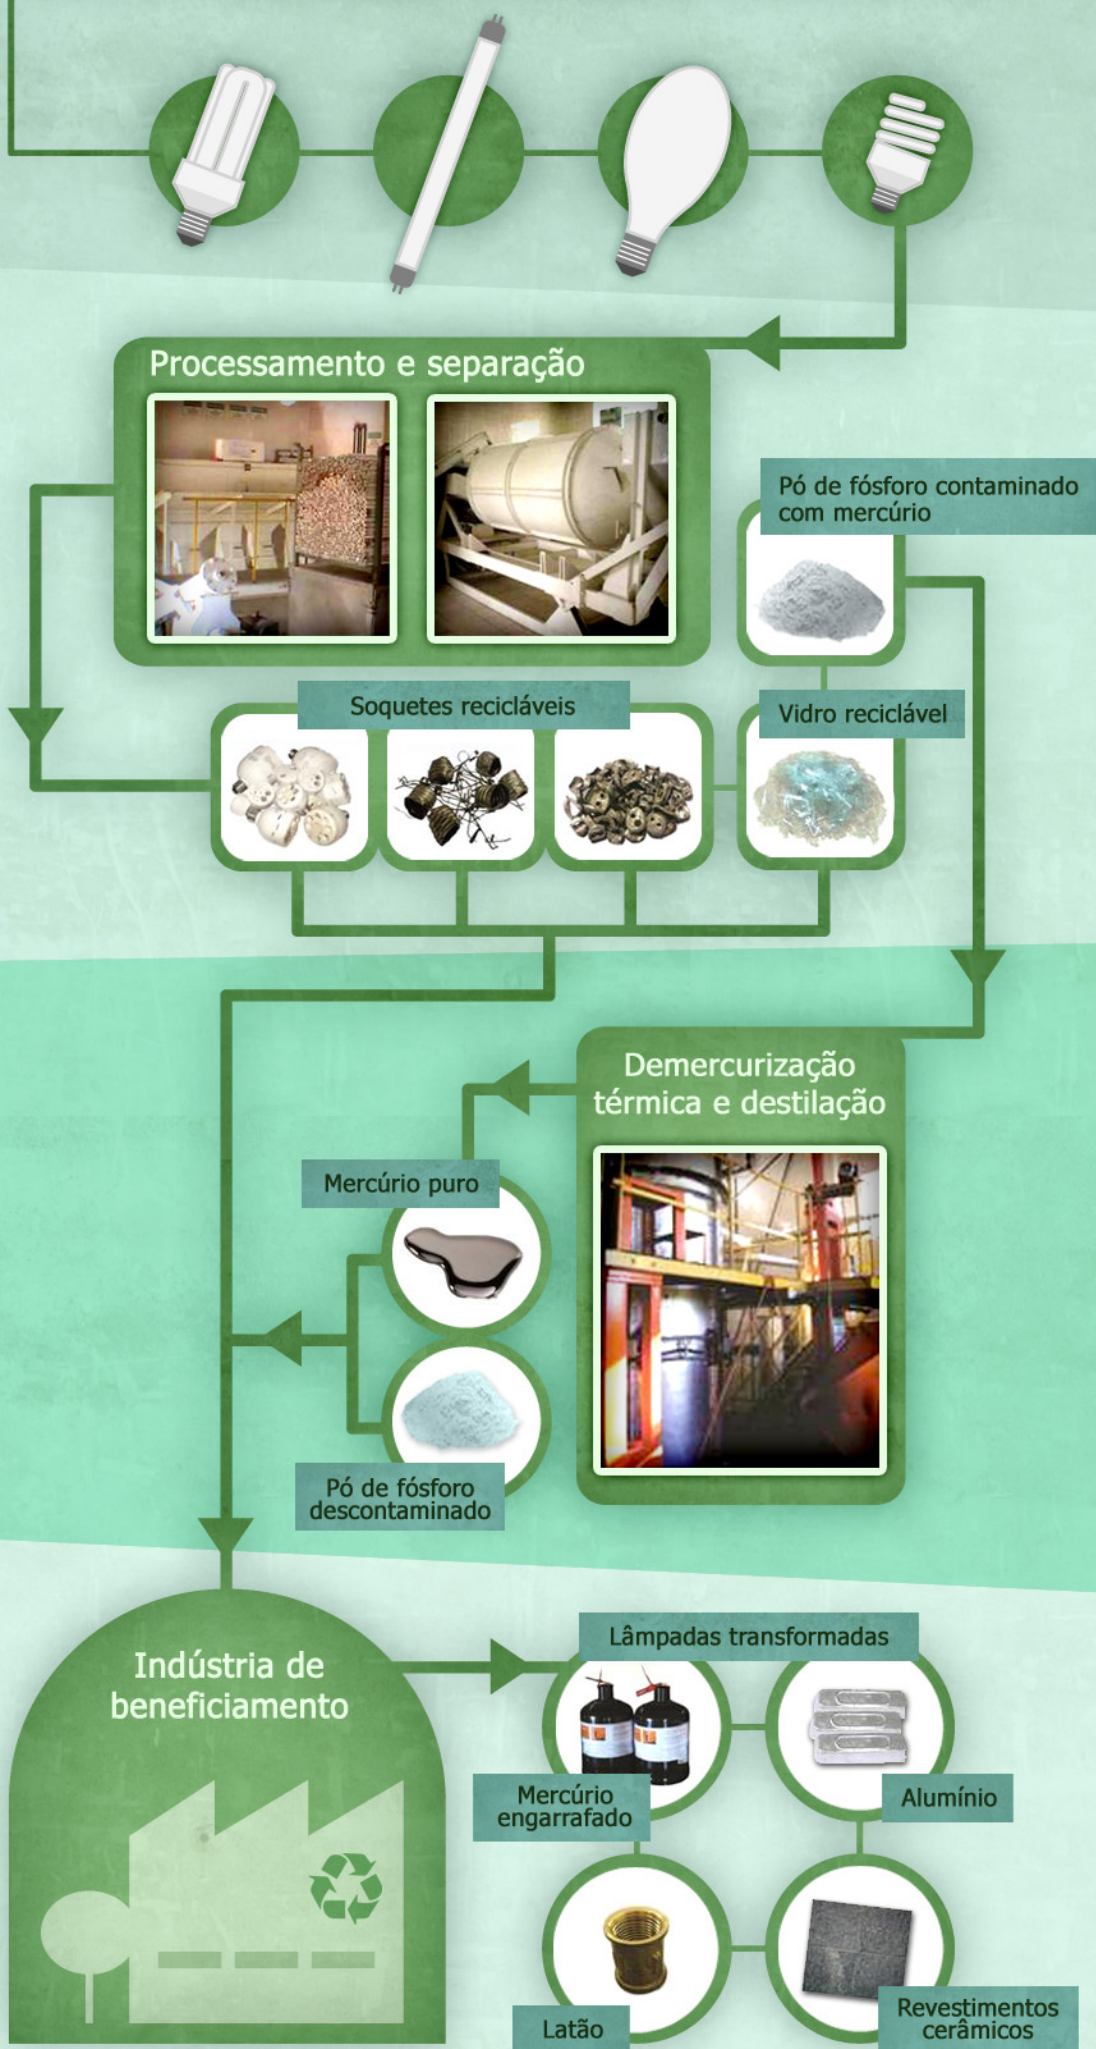 Processamento e separação
Pó de fósforo contaminado
com mercúrio
Soquetes recicláveis
Vidro reciclável
Demercurização
térmica e destilação
Mercúrio puro
Pó de fósforo
descontaminado
Indústria de
beneficiamento
Lâmpadas transformadas
Mercúrio
engarrafado
Alumínio
Latão
Revestimentos
cerâmicos